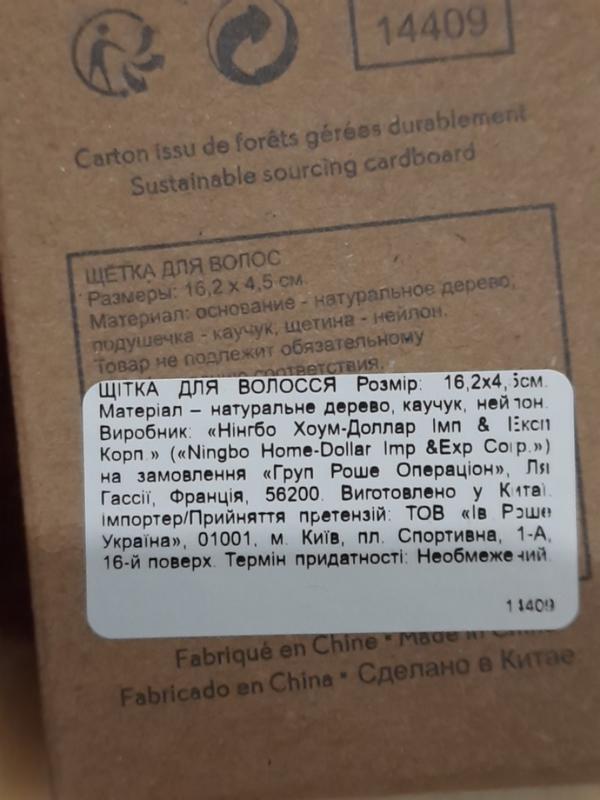 14409
Carton issu de forêts gérées durablement
Sustainable sourcing cardboard
ЩЕТКА ДЛЯ ВОЛОС
Размеры: 16,2 x 4,5 см.
Материал: основание - натуральное дерево,
подушечка - каучук, щетина - нейлон.
Товар не подлежит обязательному
соответствия.
ЩІТКА ДЛЯ ВОЛОССЯ Розмір: 16,2х4,5см.
Матеріал – натуральне дерево, каучук, нейлон.
Виробник: «Нінгбо Хоум-Доллар Імп & Експ
Корп.» («Ningbo Home-Dollar Imp &Exp Corp.»)
на замовлення «Груп Роше Операціон», Ля
Гассії, Франція, 56200. Виготовлено у Китаї.
Імпортер/Прийняття претензій: ТОВ «Ів Роше
Україна», 01001, м. Київ, пл. Спортивна, 1-А,
16-й поверх. Термін придатності: Необмежений.
14409
Fabriqué en Chine • Made in China
Fabricado en China • Сделано в Китае